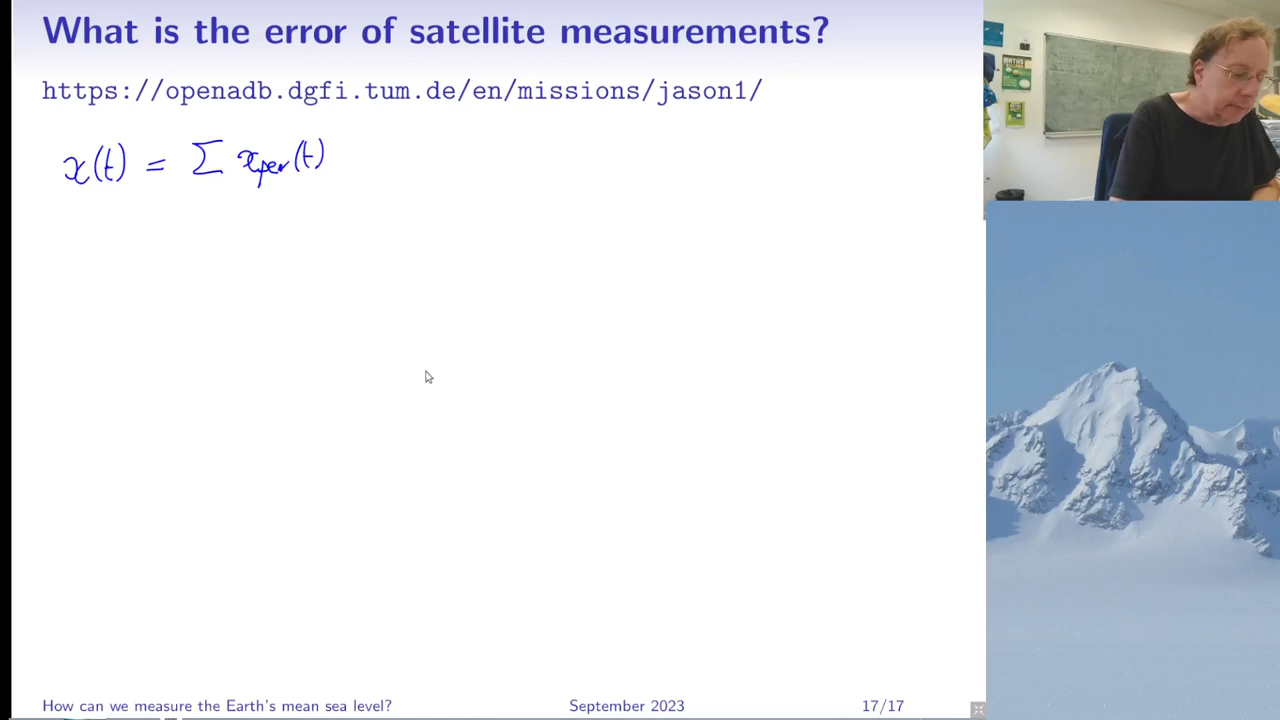 What is the error of satellite measurements?
https://openadb.dgfi.tum.de/en/missions/jason1/
x(t) = Σ xper(t)
How can we measure the Earth's mean sea level? September 2023 17/17